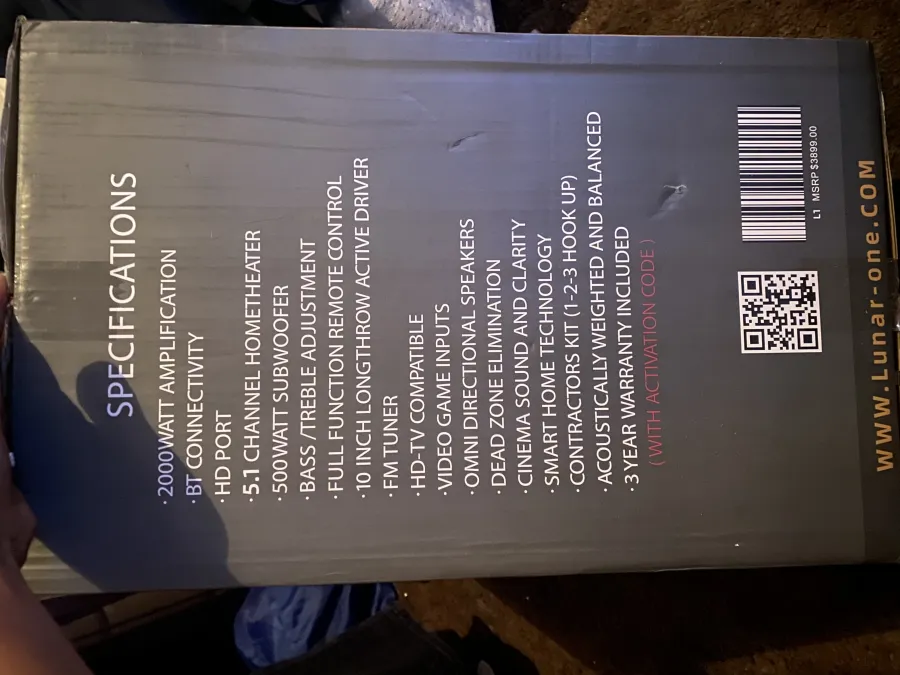 SPECIFICATIONS
· 2000WATT AMPLIFICATION
· BT CONNECTIVITY
· HD PORT
· 5.1 CHANNEL HOMETHEATER
· 500WATT SUBWOOFER
· BASS /TREBLE ADJUSTMENT
· FULL FUNCTION REMOTE CONTROL
· 10 INCH LONGTHROW ACTIVE DRIVER
· FM TUNER
· HD-TV COMPATIBLE
· VIDEO GAME INPUTS
· OMNI DIRECTIONAL SPEAKERS
· DEAD ZONE ELIMINATION
· CINEMA SOUND AND CLARITY
· SMART HOME TECHNOLOGY
· CONTRACTORS KIT (1-2-3 HOOK UP)
· ACOUSTICALLY WEIGHTED AND BALANCED
· 3 YEAR WARRANTY INCLUDED
( WITH ACTIVATION CODE )
L1 MSRP $3899.00
www.Lunar-one.COM